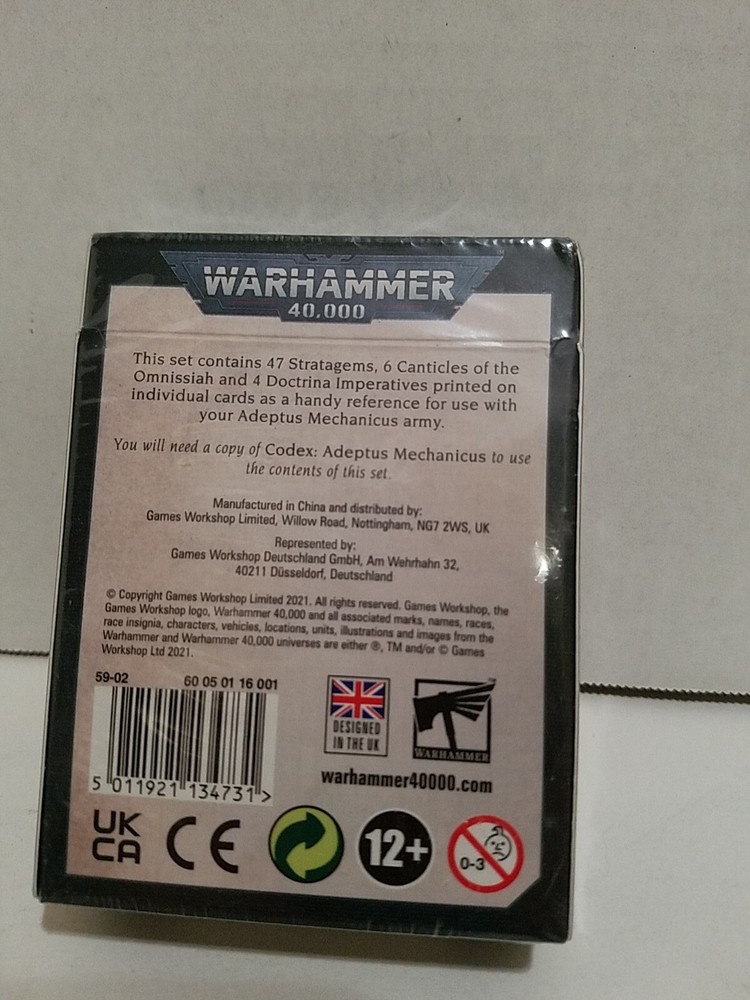 WARHAMMER
40,000
This set contains 47 Stratagems, 6 Canticles of the
Omnissiah and 4 Doctrina Imperatives printed on
individual cards as a handy reference for use with
your Adeptus Mechanicus army.
You will need a copy of Codex: Adeptus Mechanicus to use
the contents of this set.
Manufactured in China and distributed by:
Games Workshop Limited, Willow Road, Nottingham, NG7 2WS, UK
Represented by:
Games Workshop Deutschland GmbH, Am Wehrhahn 32,
40211 Düsseldorf, Deutschland
© Copyright Games Workshop Limited 2021. All rights reserved. Games Workshop, the
Games Workshop logo, Warhammer 40,000 and all associated marks, names, races,
race insignia, characters, vehicles, locations, units, illustrations and images from the
Warhammer and Warhammer 40,000 universes are either ®, TM and/or © Games
Workshop Ltd 2021.
59-02 60 05 01 16 001
5 011921 134731 >
DESIGNED
IN THE UK
WARHAMMER™
warhammer40000.com
UK
CA
CE
12+
0-3